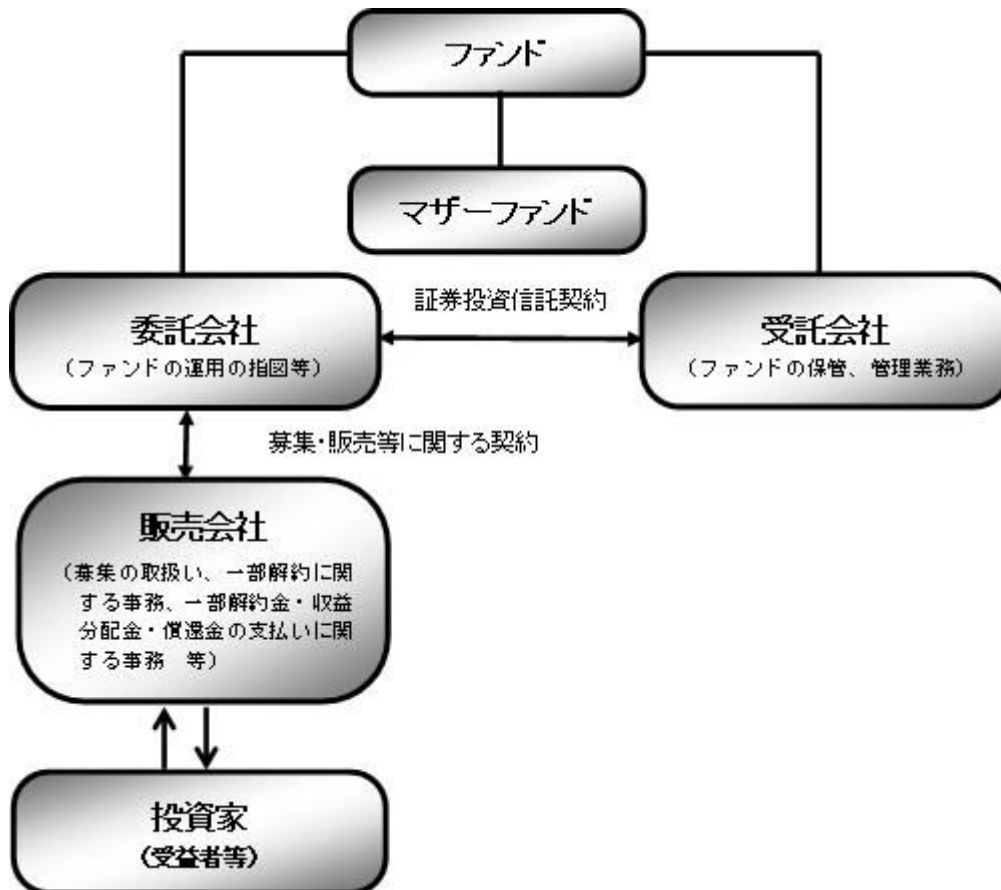 ファンド
マザーファンド
証券投資信託契約
委託会社
（ファンドの運用の指図等）
受託会社
（ファンドの保管、管理業務）
募集・販売等に関する契約
販売会社
（募集の取扱い、一部解約に関
する事務、一部解約金・収益
分配金・償還金の支払いに関
する事務　等）
投資家
（受益者等）